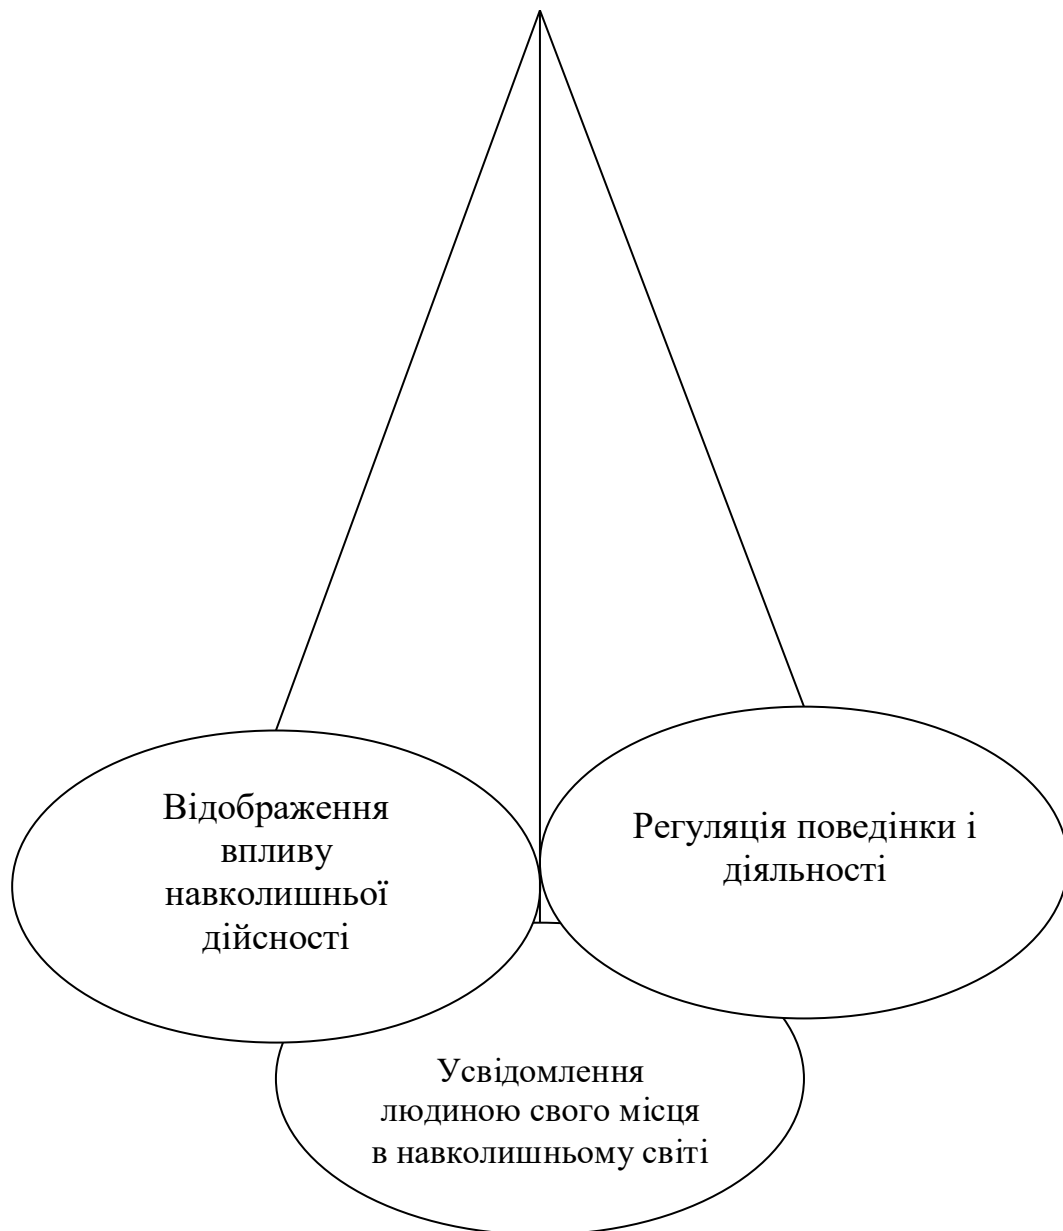 Відображення
впливу
навколишньої
дійсності
Регуляція поведінки і
діяльності
Усвідомлення
людиною свого місця
в навколишньому світі